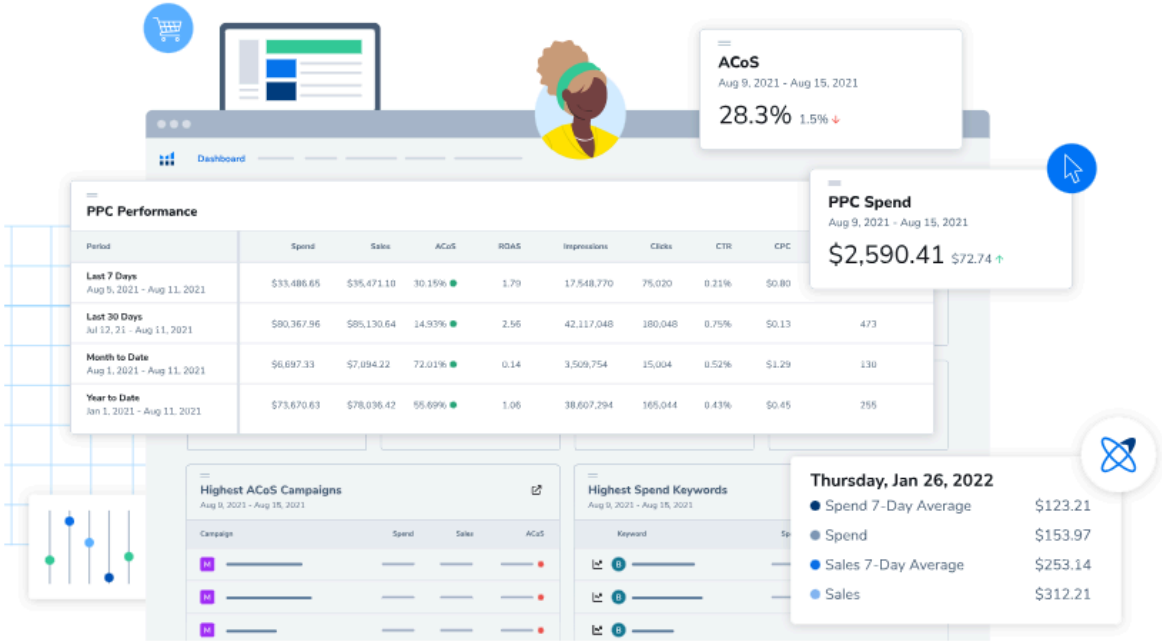 ACoS
Aug 9, 2021 - Aug 15, 2021
28.3% 1.5%
Dashboard
PPC Spend
Aug 9, 2021 - Aug 15, 2021
$2,590.41 $72.74
PPC Performance
Period Spend Sales ACoS ROAS Impressions Clicks CTR CPC
Last 7 Days
Aug 5, 2021 - Aug 11, 2021
$33,486.65 $35,471.10 30.15% 1.79 17,548,770 75,020 0.21% $0.80
Last 30 Days
Jul 12, 21 - Aug 11, 2021
$80,367.96 $85,130.64 14.93% 2.56 42,117,048 180,048 0.75% $0.13 473
Month to Date
Aug 1, 2021 - Aug 11, 2021
$6,697.33 $7,094.22 72.01% 0.14 3,509,754 15,004 0.52% $1.29 130
Year to Date
Jan 1, 2021 - Aug 11, 2021
$73,670.63 $78,036.42 55.69% 1.06 38,607,294 165,044 0.43% $0.45 255
Highest ACoS Campaigns
Aug 9, 2021 - Aug 15, 2021
Campaign Spend Sales ACoS
M
M
M
Highest Spend Keywords
Aug 9, 2021 - Aug 15, 2021
Keyword
B
B
B
Thursday, Jan 26, 2022
Spend 7-Day Average $123.21
Spend $153.97
Sales 7-Day Average $253.14
Sales $312.21